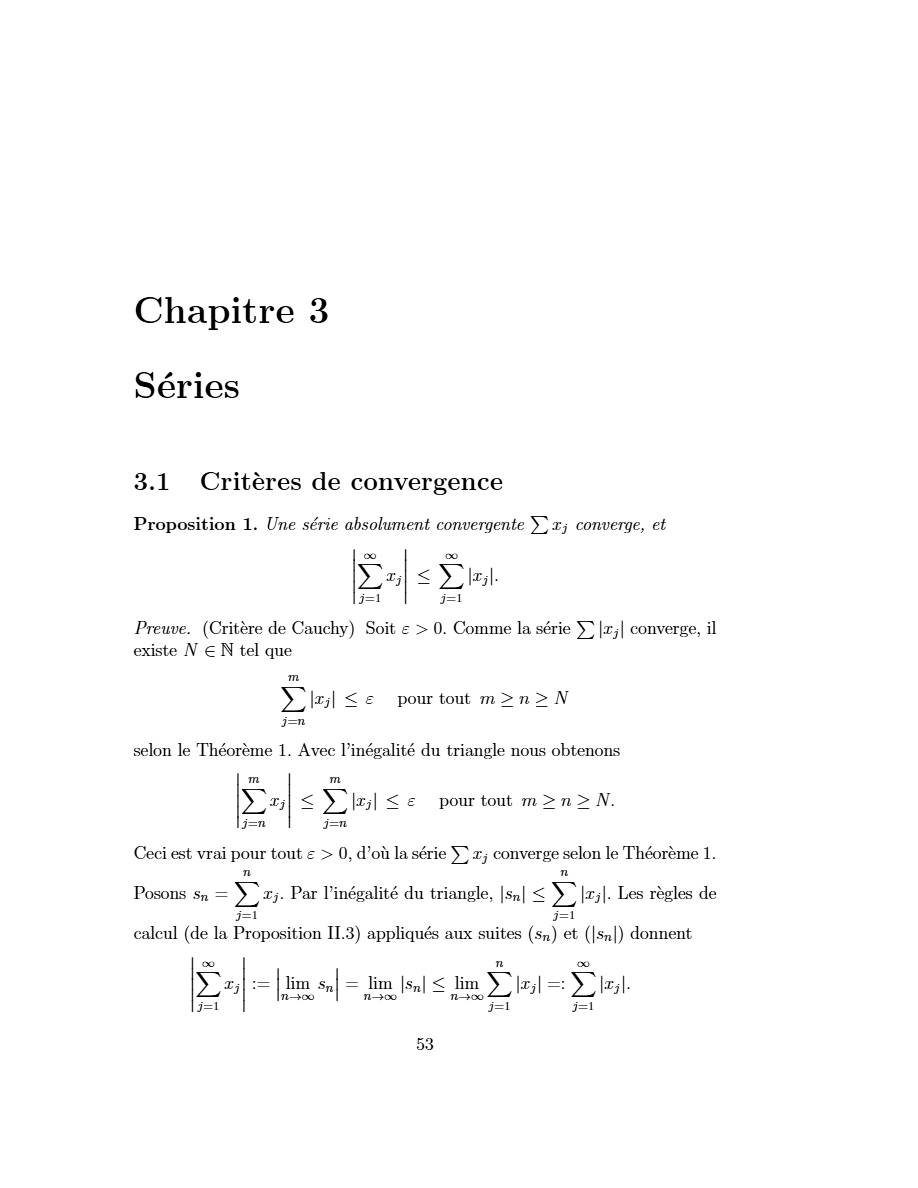 Chapitre 3
Séries
3.1 Critères de convergence
Proposition 1. Une série absolument convergente ∑ x_j converge, et
|∑_{j=1}^{∞} x_j| ≤ ∑_{j=1}^{∞} |x_j|.
Preuve. (Critère de Cauchy) Soit ε > 0. Comme la série ∑ |x_j| converge, il
existe N ∈ ℕ tel que
∑_{j=n}^{m} |x_j| ≤ ε pour tout m ≥ n ≥ N
selon le Théorème 1. Avec l'inégalité du triangle nous obtenons
|∑_{j=n}^{m} x_j| ≤ ∑_{j=n}^{m} |x_j| ≤ ε pour tout m ≥ n ≥ N.
Ceci est vrai pour tout ε > 0, d'où la série ∑ x_j converge selon le Théorème 1.
Posons s_n = ∑_{j=1}^{n} x_j. Par l'inégalité du triangle, |s_n| ≤ ∑_{j=1}^{n} |x_j|. Les règles de
calcul (de la Proposition II.3) appliqués aux suites (s_n) et (|s_n|) donnent
|∑_{j=1}^{∞} x_j| := |lim_{n→∞} s_n| = lim_{n→∞} |s_n| ≤ lim_{n→∞} ∑_{j=1}^{n} |x_j| =: ∑_{j=1}^{∞} |x_j|.
53